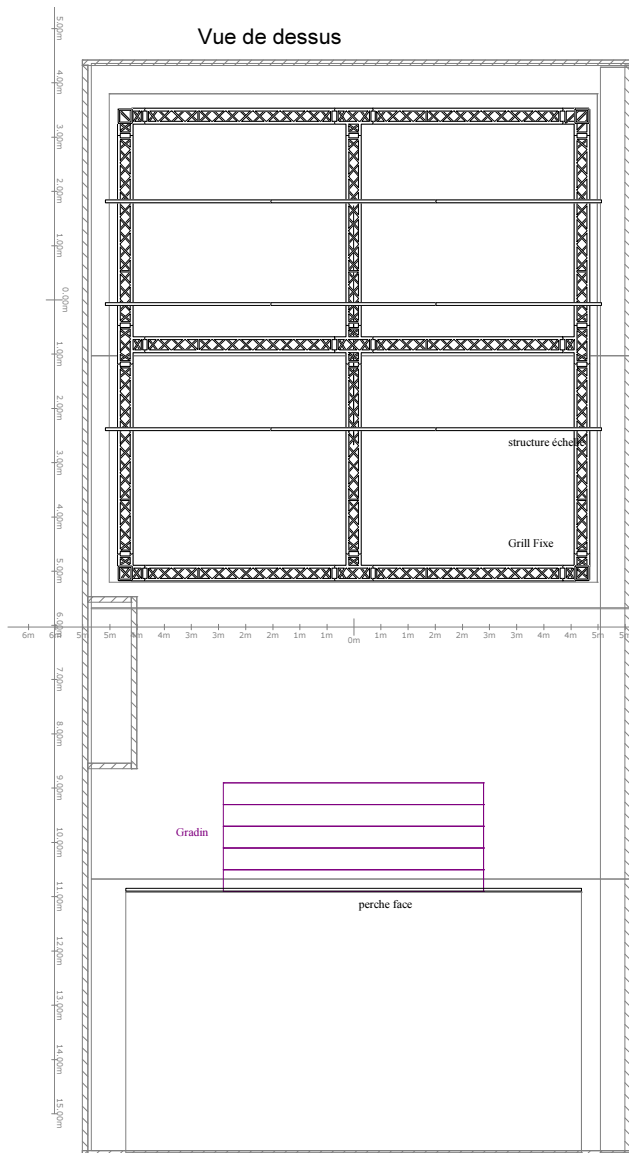 Vue de dessus
5.00m
4.00m
3.00m
2.00m
1.00m
0.00m
1.00m
2.00m
structure échelle
3.00m
4.00m
Grill Fixe
5.00m
6.00m
6m 6m 5m 5m 4m 4m 3m 3m 2m 2m 1m 1m 0m 1m 1m 2m 2m 3m 3m 4m 4m 5m 5m
7.00m
8.00m
9.00m
Gradin
10.00m
11.00m
perche face
12.00m
13.00m
14.00m
15.00m